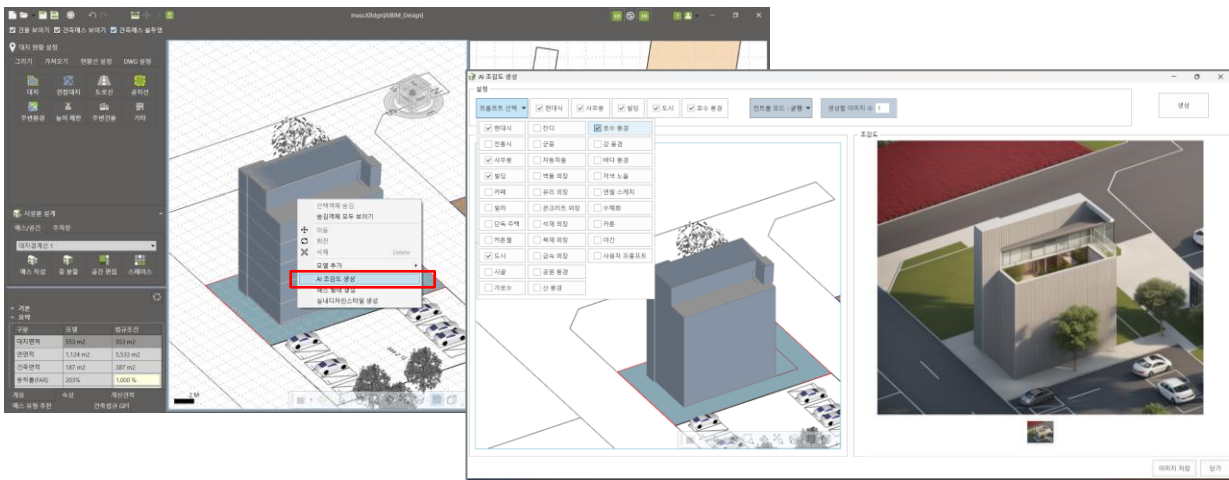 mass.XBdgn[AIBIM_Design]
건물 보이기 건축매스 보이기 건축매스 불투명
대지 현황 설정
그리기 가져오기 현황선 설정 DWG 설정
대지 인접대지 도로선 공지선
주변환경 높이 제한 주변건물 기타
시설물 설계
매스/공간 주차장
대지경계선 1
매스 작성 층 분할 공간 편집 스페이스
기본
요약
구분 모델 법규조건
대지면적 553 m2 553 m2
연면적 1,124 m2 5,533 m2
건축면적 187 m2 387 m2
용적률(FAR) 203% 1,000 %
개요 속성 개산견적
매스 유형 추천 건축법규 GPT
2 M
선택객체 숨김
숨김객체 모두 보이기
이동
회전
삭제 Delete
모델 추가
AI 조감도 생성
실내디자인스타일 생성
AI 조감도 생성
설정
프롬프트 선택 현대식 사무용 빌딩 도시 호수 풍경 컨트롤 모드 : 균형 생성할 이미지 수 1 생성
현대식 잔디 호수 풍경
전통식 군중 강 풍경
사무용 자동차들 바다 풍경
빌딩 벽돌 외장 저녁 노을
카페 유리 외장 연필 스케치
빌라 콘크리트 외장 수채화
단독 주택 석재 외장 카툰
커튼월 목재 외장 야간
도시 금속 외장 사용자 프롬프트
시골 공원 풍경
가로수 산 풍경
조감도
이미지 저장 닫기